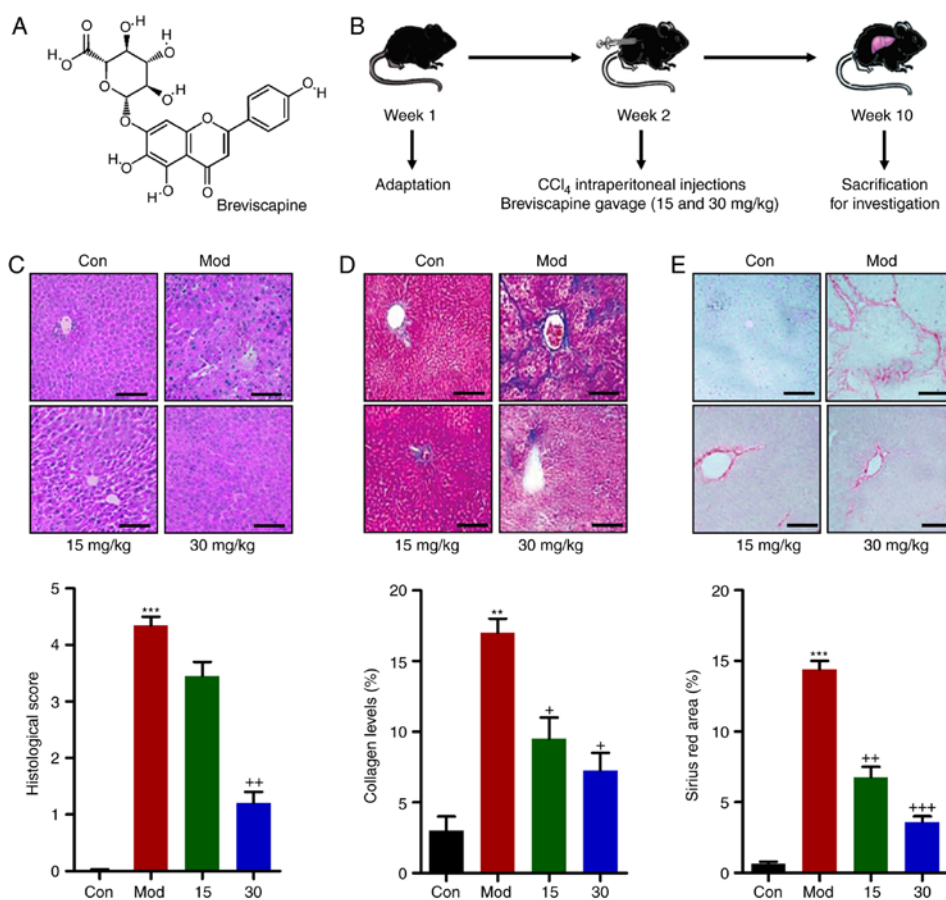 A
B
O
H
O
H
O
H
O
O
H
O
O
H
O
O
H
O
H
O
O
H
O
Breviscapine
Week 1
Week 2
Week 10
Adaptation
CCl₄ intraperitoneal injections
Breviscapine gavage (15 and 30 mg/kg)
Sacrification
for investigation
C
Con
Mod
15 mg/kg
30 mg/kg
D
Con
Mod
15 mg/kg
30 mg/kg
E
Con
Mod
15 mg/kg
30 mg/kg
Histological score
5
4
3
2
1
0
***
++
Con
Mod
15
30
Collagen levels (%)
20
15
10
5
0
**
+
+
Con
Mod
15
30
Sirius red area (%)
20
15
10
5
0
***
++
+++
Con
Mod
15
30